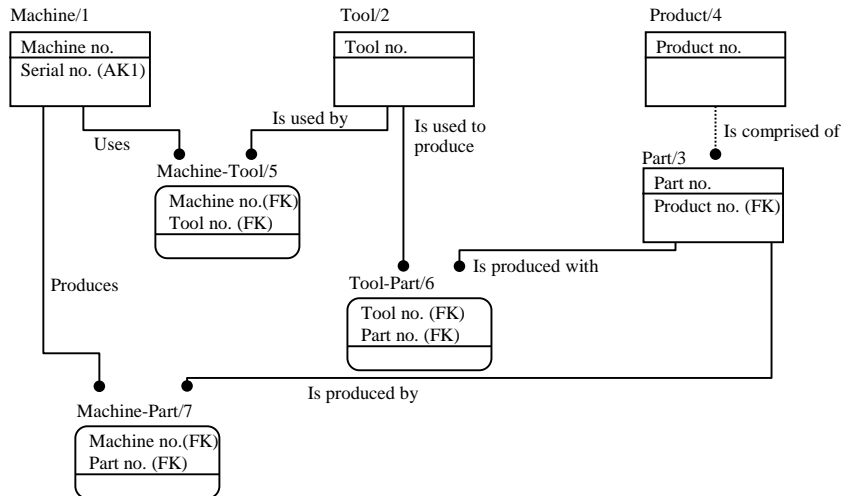 Machine/1
Machine no.
Serial no. (AK1)
Tool/2
Tool no.
Product/4
Product no.
Is used by
Uses
Is used to
produce
Is comprised of
Machine-Tool/5
Machine no.(FK)
Tool no. (FK)
Part/3
Part no.
Product no. (FK)
Is produced with
Produces
Tool-Part/6
Tool no. (FK)
Part no. (FK)
Is produced by
Machine-Part/7
Machine no.(FK)
Part no. (FK)